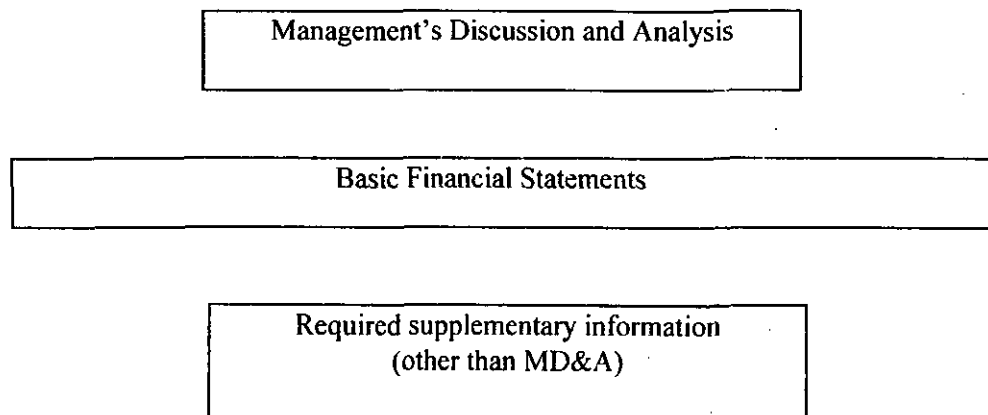 Management's Discussion and Analysis
Basic Financial Statements
Required supplementary information
(other than MD&A)